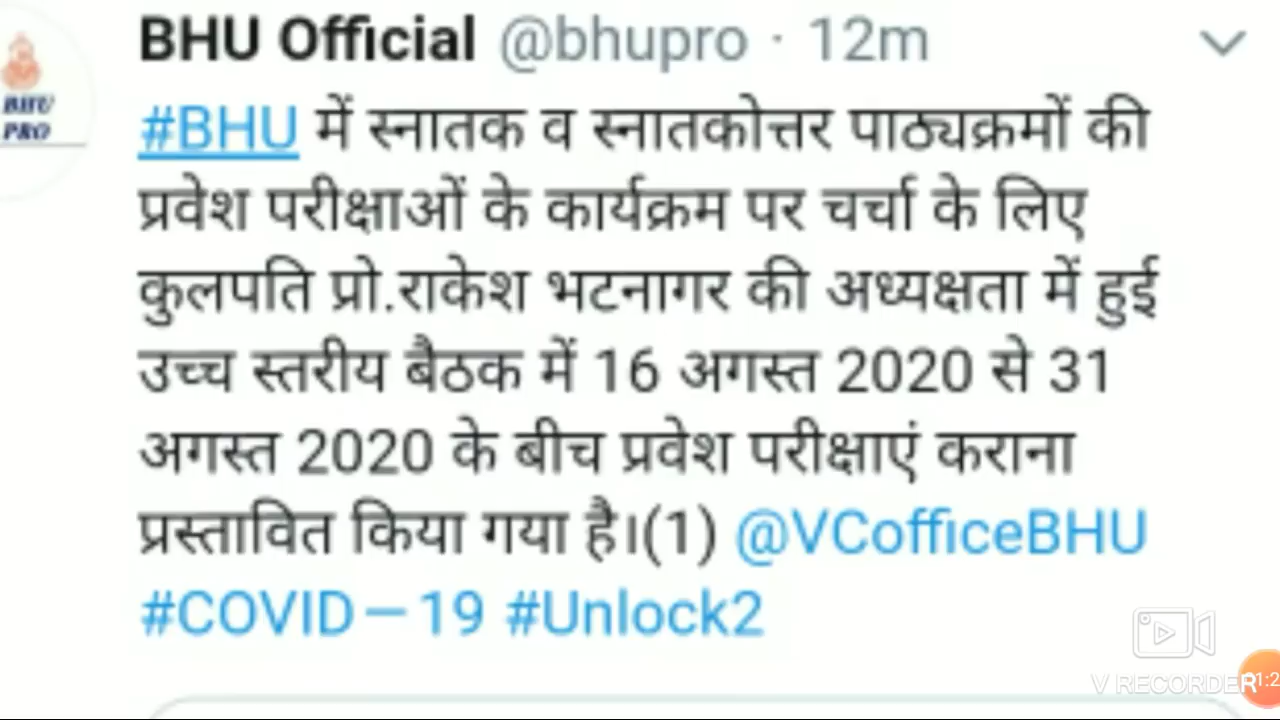 BHU Official @bhupro · 12m
BHU
PRO
#BHU में स्नातक व स्नातकोत्तर पाठ्यक्रमों की
प्रवेश परीक्षाओं के कार्यक्रम पर चर्चा के लिए
कुलपति प्रो.राकेश भटनागर की अध्यक्षता में हुई
उच्च स्तरीय बैठक में 16 अगस्त 2020 से 31
अगस्त 2020 के बीच प्रवेश परीक्षाएं कराना
प्रस्तावित किया गया है।(1) @VCofficeBHU
#COVID—19 #Unlock2
V RECORDER